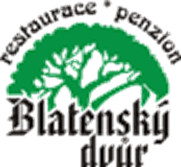 restaurace * penzion
Blatenský
dvůr